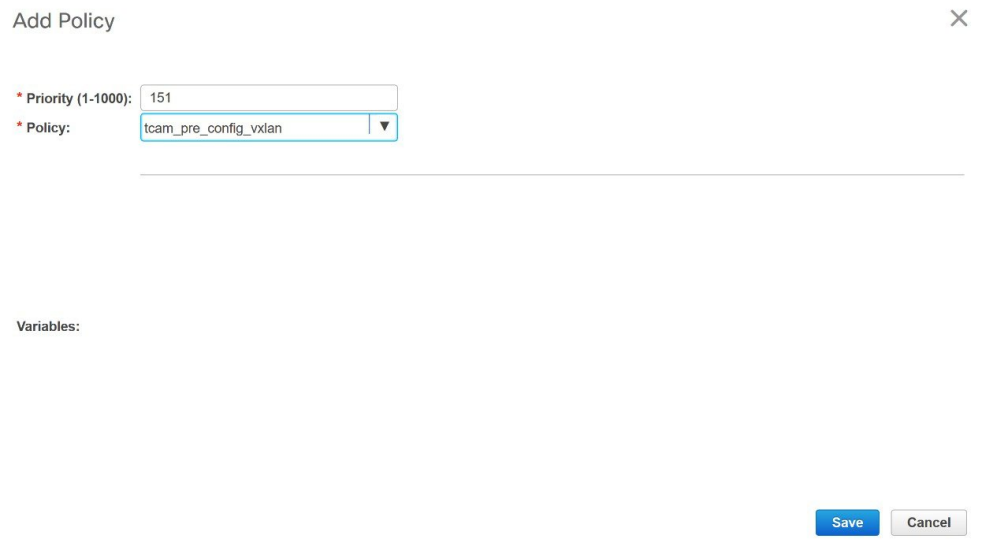 Add Policy
* Priority (1-1000): 151
* Policy: tcam_pre_config_vxlan
Variables:
Save Cancel